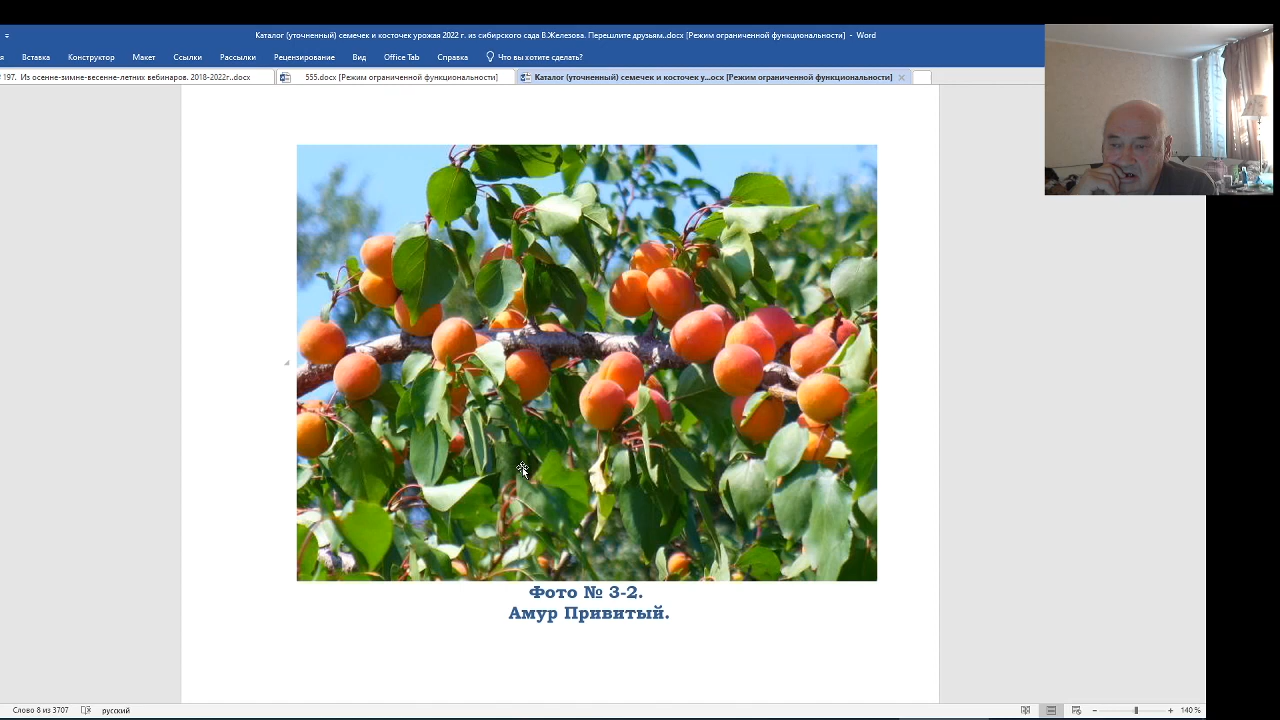 Каталог (уточненный) семечек и косточек урожая 2022 г. из сибирского сада В.Железова. Перешлите друзьям..docx [Режим ограниченной функциональности] - Word
я Вставка Конструктор Макет Ссылки Рассылки Рецензирование Вид Office Tab Справка Что вы хотите сделать?
197. Из осенне-зимне-весенне-летних вебинаров. 2018-2022г..docx 555.docx [Режим ограниченной функциональности] Каталог (уточненный) семечек и косточек у...ocx [Режим ограниченной функциональности]
Фото № 3-2.
Амур Привитый.
Слово 8 из 3707 русский 140 %